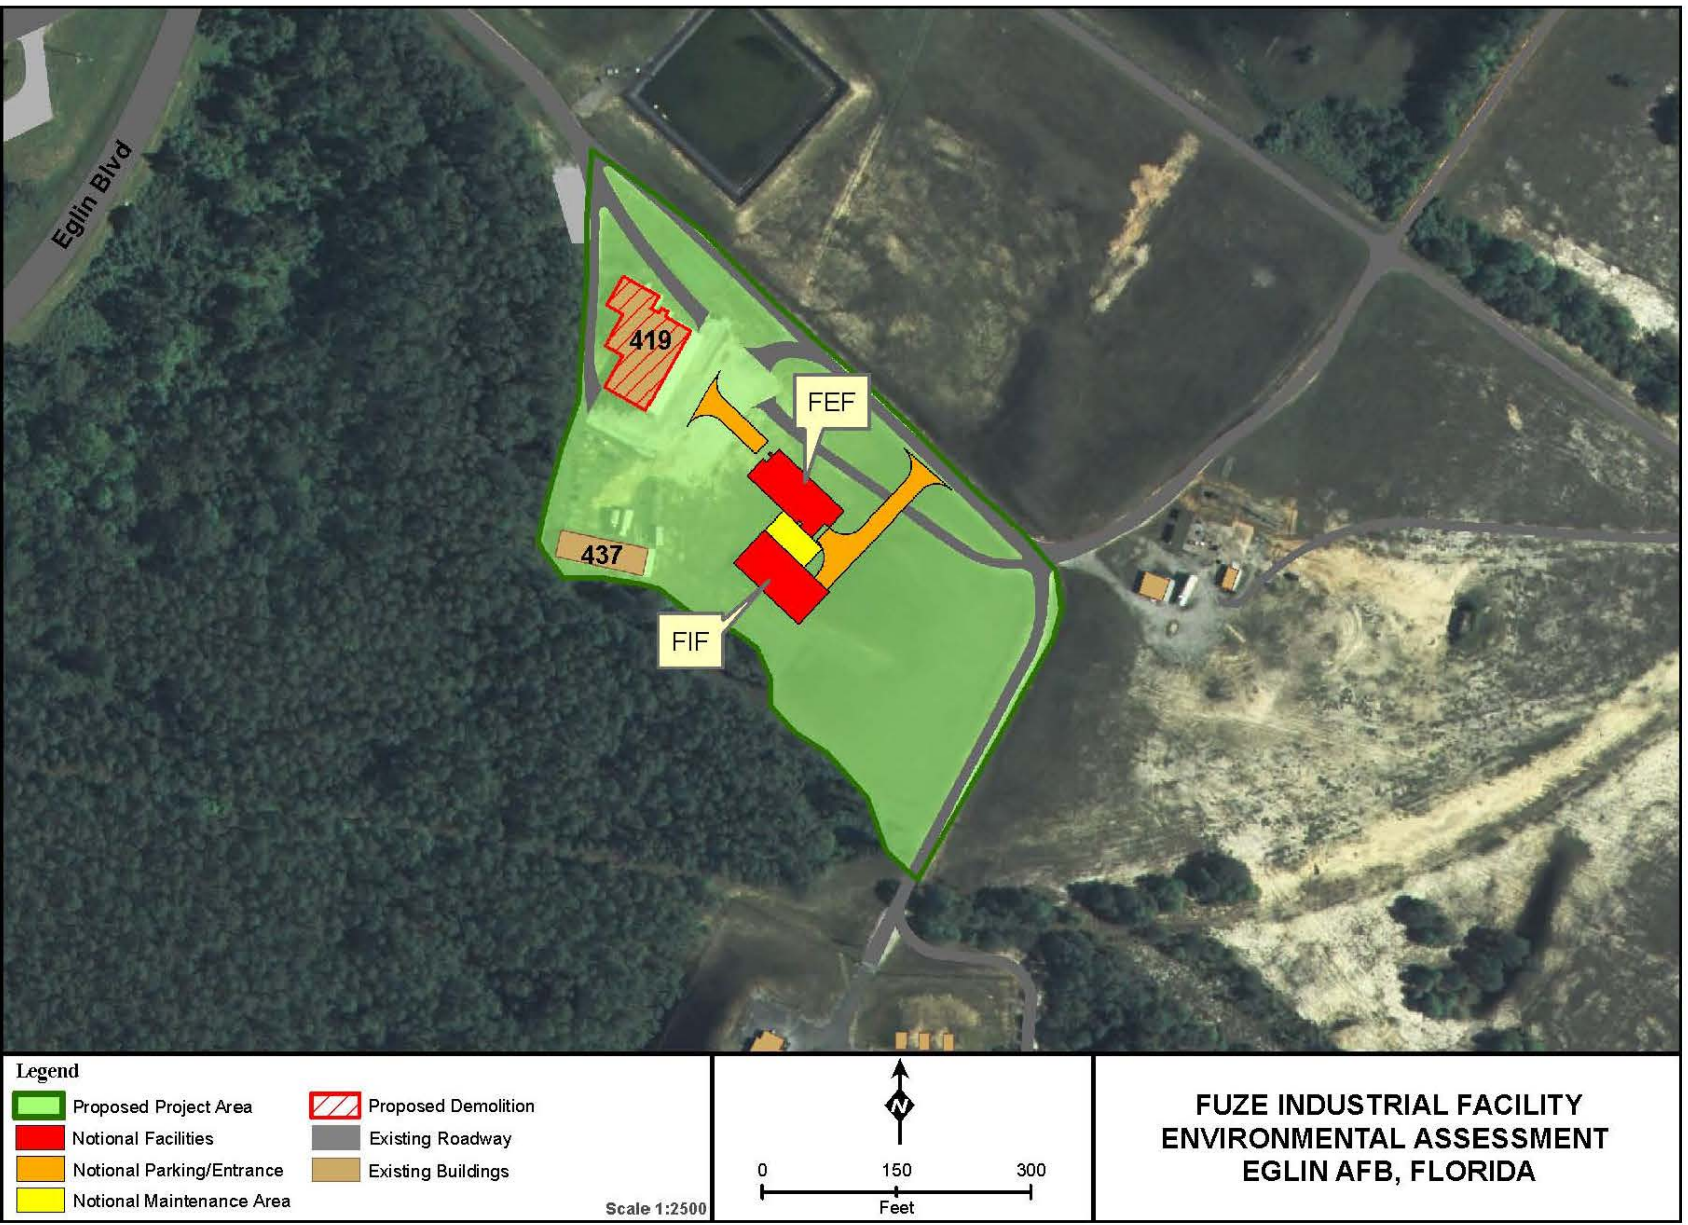 Eglin Blvd
419
FEF
437
FIF
Legend
Proposed Project Area
Notional Facilities
Notional Parking/Entrance
Notional Maintenance Area
Proposed Demolition
Existing Roadway
Existing Buildings
Scale 1:2500
N
0 150 300
Feet
FUZE INDUSTRIAL FACILITY
ENVIRONMENTAL ASSESSMENT
EGLIN AFB, FLORIDA